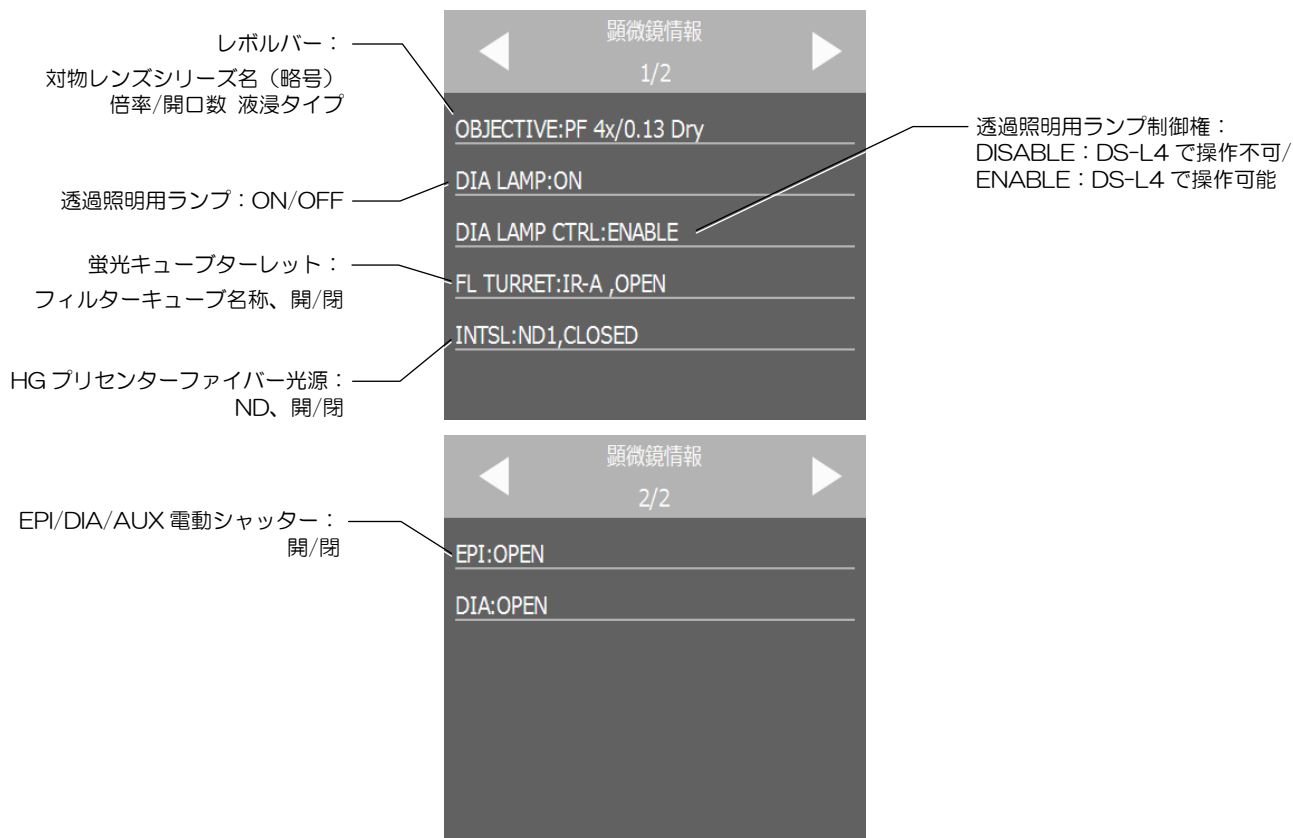 顕微鏡情報
1/2
レボルバー：
対物レンズシリーズ名（略号）
倍率/開口数 液浸タイプ
OBJECTIVE:PF 4x/0.13 Dry
透過照明用ランプ制御権：
DISABLE：DS-L4 で操作不可/
ENABLE：DS-L4 で操作可能
DIA LAMP:ON
透過照明用ランプ：ON/OFF
DIA LAMP CTRL:ENABLE
蛍光キューブターレット：
フィルターキューブ名称、開/閉
FL TURRET:IR-A ,OPEN
INTSL:ND1,CLOSED
HG プリセンターファイバー光源：
ND、開/閉
顕微鏡情報
2/2
EPI/DIA/AUX 電動シャッター：
開/閉
EPI:OPEN
DIA:OPEN